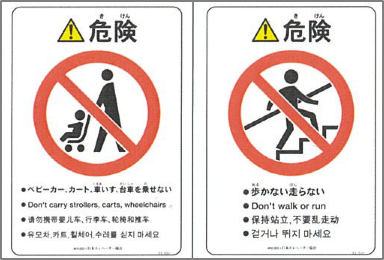 危険
● ベビーカー、カート、車いす、台車を乗せない
● Don't carry strollers, carts, wheelchairs
● 请勿携带婴儿车、行李车、轮椅和推车
● 유모차, 카트, 휠체어, 수레를 싣지 마세요
危険
● 歩かない走らない
● Don't walk or run
● 保持站立,不要乱走动
● 걷거나 뛰지 마세요